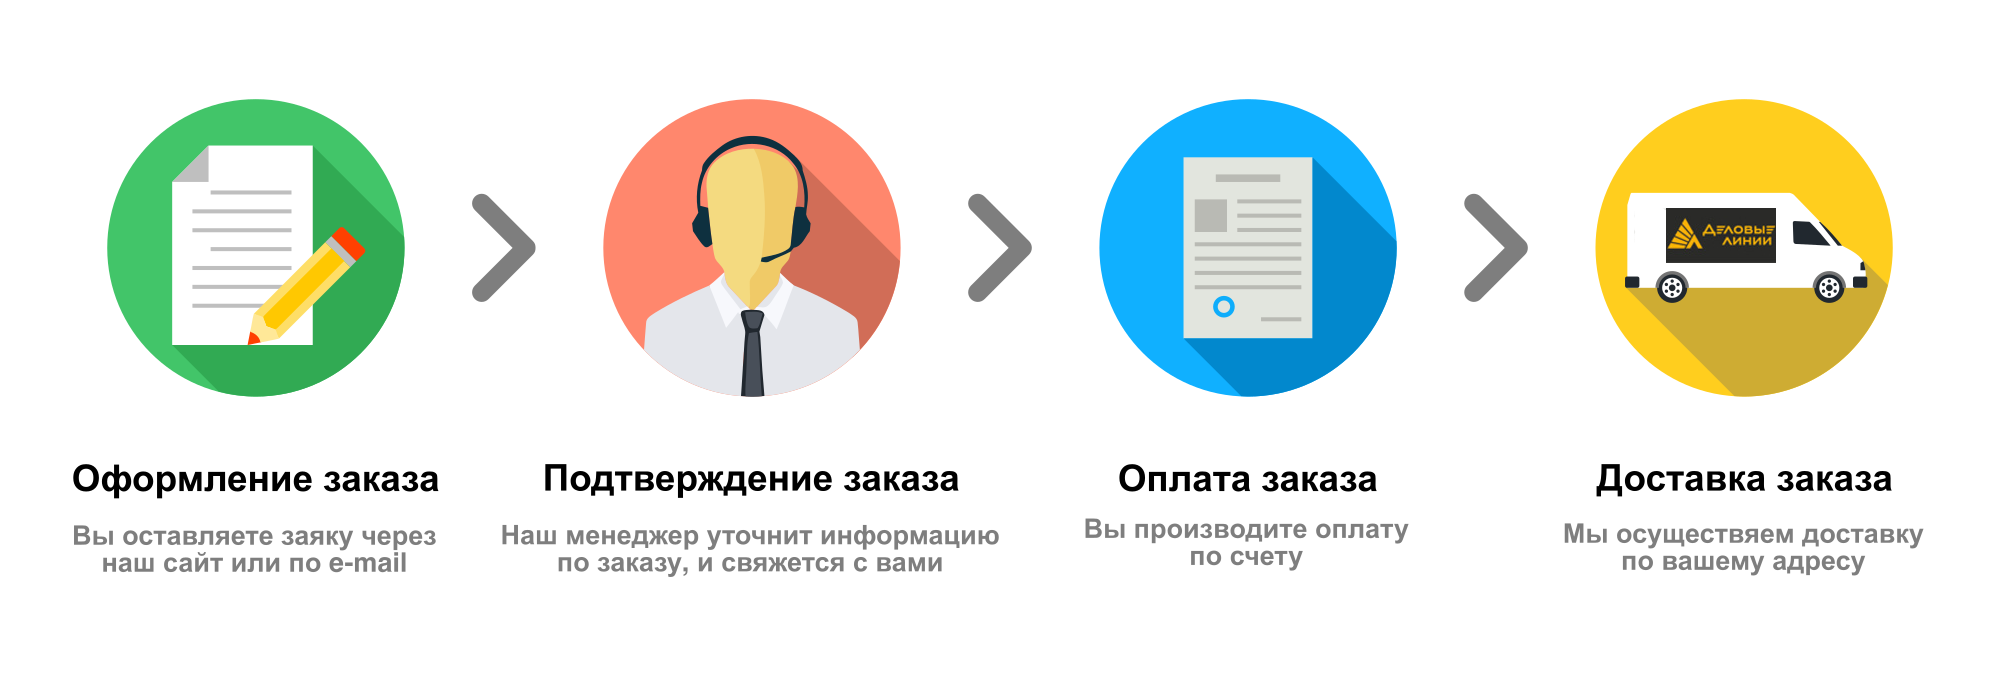 Деловые
линии
Оформление заказа
Вы оставляете заяку через
наш сайт или по e-mail
Подтверждение заказа
Наш менеджер уточнит информацию
по заказу, и свяжется с вами
Оплата заказа
Вы производите оплату
по счету
Доставка заказа
Мы осуществяем доставку
по вашему адресу